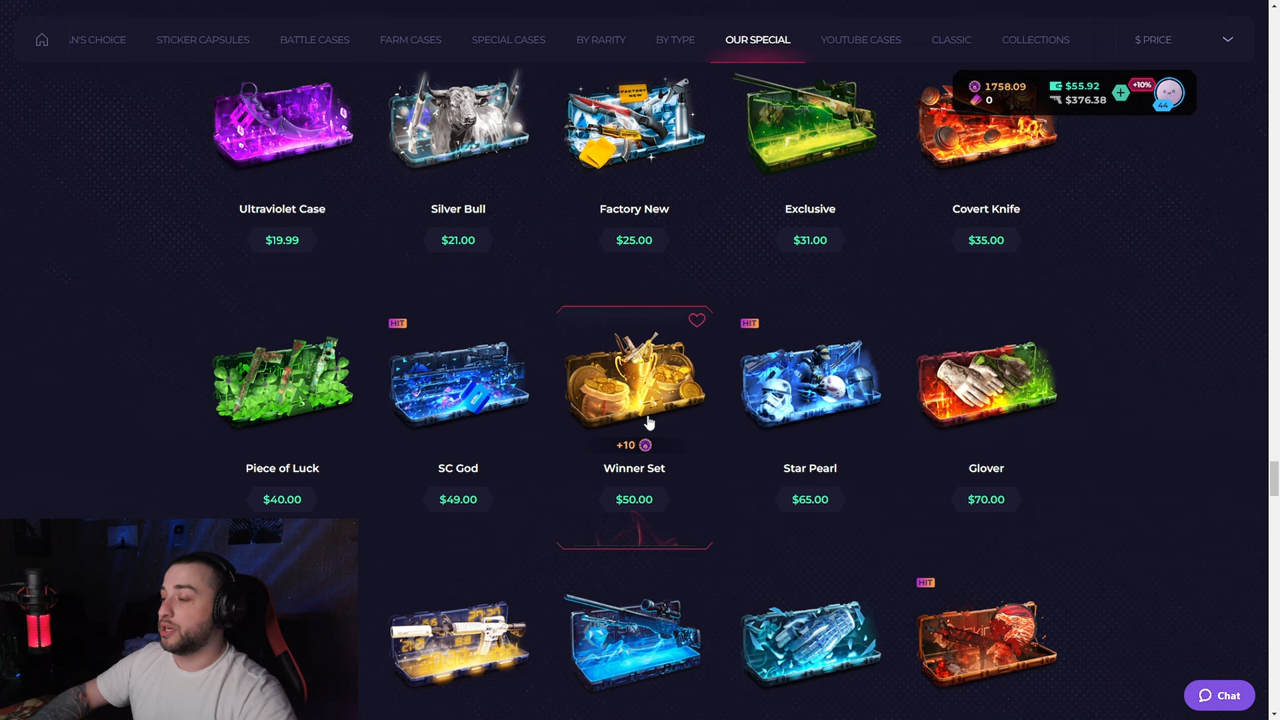 N'S CHOICE STICKER CAPSULES BATTLE CASES FARM CASES SPECIAL CASES BY RARITY BY TYPE OUR SPECIAL YOUTUBE CASES CLASSIC COLLECTIONS $ PRICE
1758.09 $55.92 +10%
0 $376.38 44
FACTORY NEW
Ultraviolet Case Silver Bull Factory New Exclusive Covert Knife
$19.99 $21.00 $25.00 $31.00 $35.00
HIT HIT
+10
Piece of Luck SC God Winner Set Star Pearl Glover
$40.00 $49.00 $50.00 $65.00 $70.00
HIT
Chat